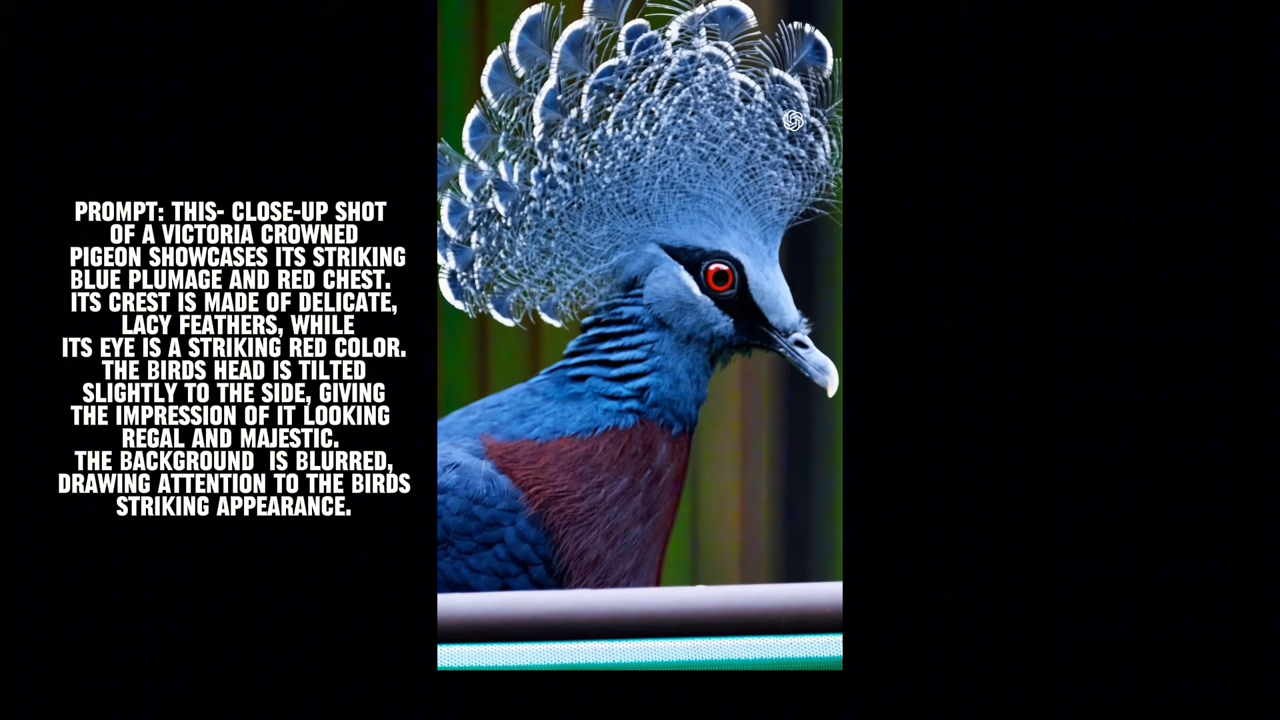 PROMPT: THIS- CLOSE-UP SHOT
OF A VICTORIA CROWNED
PIGEON SHOWCASES ITS STRIKING
BLUE PLUMAGE AND RED CHEST.
ITS CREST IS MADE OF DELICATE,
LACY FEATHERS, WHILE
ITS EYE IS A STRIKING RED COLOR.
THE BIRDS HEAD IS TILTED
SLIGHTLY TO THE SIDE, GIVING
THE IMPRESSION OF IT LOOKING
REGAL AND MAJESTIC.
THE BACKGROUND IS BLURRED,
DRAWING ATTENTION TO THE BIRDS
STRIKING APPEARANCE.